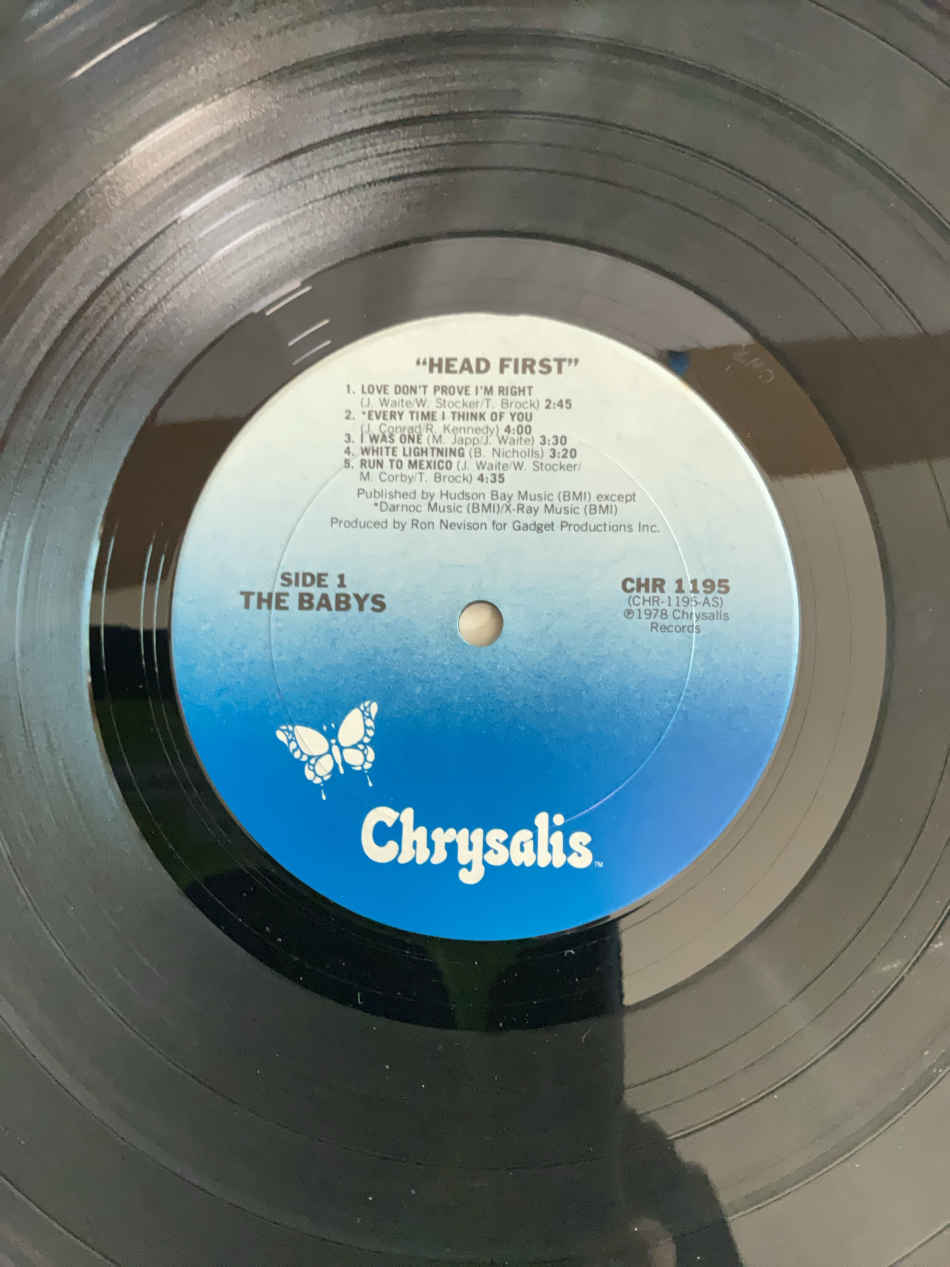 "HEAD FIRST"
1. LOVE DON'T PROVE I'M RIGHT
(J. Waite/W. Stocker/T. Brock) 2:45
2. *EVERY TIME I THINK OF YOU
(J. Conrad/R. Kennedy) 4:00
3. I WAS ONE (M. Japp/J. Waite) 3:30
4. WHITE LIGHTNING (B. Nicholls) 3:20
5. RUN TO MEXICO (J. Waite/W. Stocker/
M. Corby/T. Brock) 4:35
Published by Hudson Bay Music (BMI) except
*Darnoc Music (BMI)/X-Ray Music (BMI)
Produced by Ron Nevison for Gadget Productions Inc.
SIDE 1
THE BABYS
CHR 1195
(CHR-1195-AS)
℗1978 Chrysalis
Records
Chrysalis™